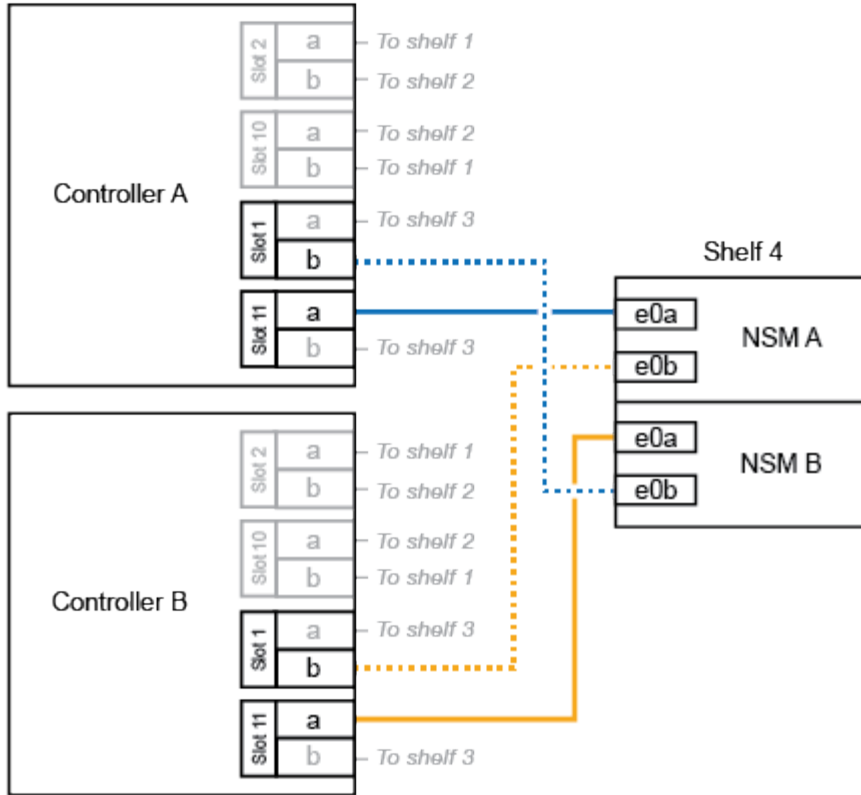 Controller A
Slot 2
a
To shelf 1
b
To shelf 2
Slot 10
a
To shelf 2
b
To shelf 1
Slot 1
a
To shelf 3
b
Slot 11
a
b
To shelf 3
Controller B
Slot 2
a
To shelf 1
b
To shelf 2
Slot 10
a
To shelf 2
b
To shelf 1
Slot 1
a
To shelf 3
b
Slot 11
a
b
To shelf 3
Shelf 4
e0a
NSM A
e0b
e0a
NSM B
e0b